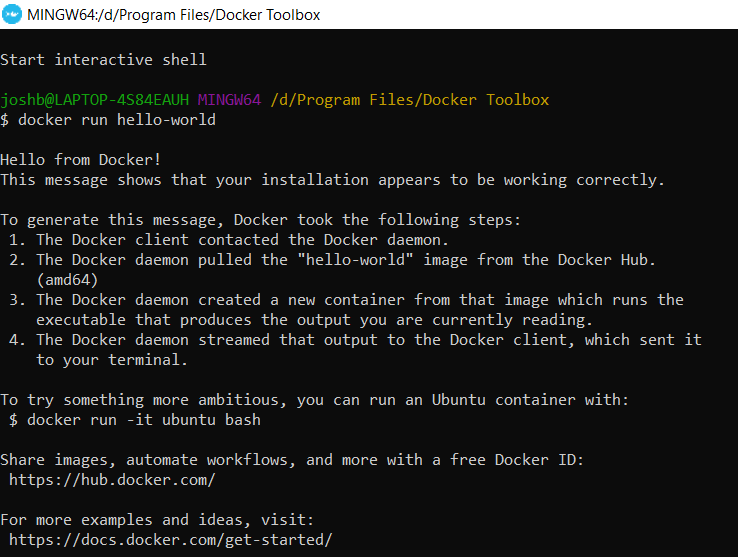 MINGW64:/d/Program Files/Docker Toolbox
Start interactive shell
joshb@LAPTOP-4S84EAUH MINGW64 /d/Program Files/Docker Toolbox
$ docker run hello-world
Hello from Docker!
This message shows that your installation appears to be working correctly.
To generate this message, Docker took the following steps:
1. The Docker client contacted the Docker daemon.
2. The Docker daemon pulled the "hello-world" image from the Docker Hub.
(amd64)
3. The Docker daemon created a new container from that image which runs the
executable that produces the output you are currently reading.
4. The Docker daemon streamed that output to the Docker client, which sent it
to your terminal.
To try something more ambitious, you can run an Ubuntu container with:
$ docker run -it ubuntu bash
Share images, automate workflows, and more with a free Docker ID:
https://hub.docker.com/
For more examples and ideas, visit:
https://docs.docker.com/get-started/